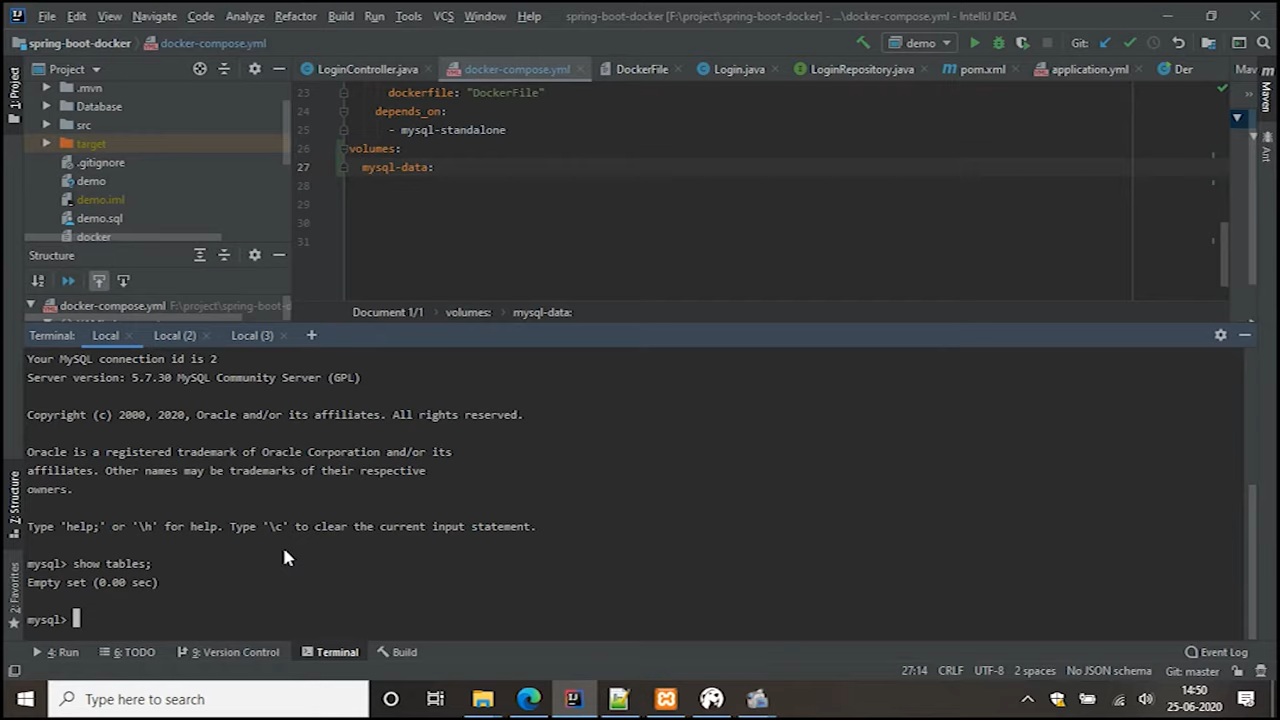 File Edit View Navigate Code Analyze Refactor Build Run Tools VCS Window Help spring-boot-docker [F:\project\spring-boot-docker] - ...\docker-compose.yml - IntelliJ IDEA
spring-boot-docker docker-compose.yml demo Git:
Project LoginController.java docker-compose.yml DockerFile Login.java LoginRepository.java pom.xml application.yml Der Mav
1: Project
.mvn
Database
src
target
.gitignore
demo
demo.iml
demo.sql
docker
23 dockerfile: "DockerFile"
24 depends_on:
25 - mysql-standalone
26 volumes:
27 mysql-data:
28
29
30
31
Maven
Ant
Structure
docker-compose.yml F:\project\spring-boot-d
Document 1/1 volumes: mysql-data:
Terminal: Local Local (2) Local (3) +
Your MySQL connection id is 2
Server version: 5.7.30 MySQL Community Server (GPL)
Copyright (c) 2000, 2020, Oracle and/or its affiliates. All rights reserved.
Oracle is a registered trademark of Oracle Corporation and/or its
affiliates. Other names may be trademarks of their respective
owners.
Type 'help;' or '\h' for help. Type '\c' to clear the current input statement.
mysql> show tables;
Empty set (0.00 sec)
mysql>
Z: Structure
2: Favorites
4: Run 6: TODO 9: Version Control Terminal Build Event Log
27:14 CRLF UTF-8 2 spaces No JSON schema Git: master
Type here to search
14:50
25-06-2020